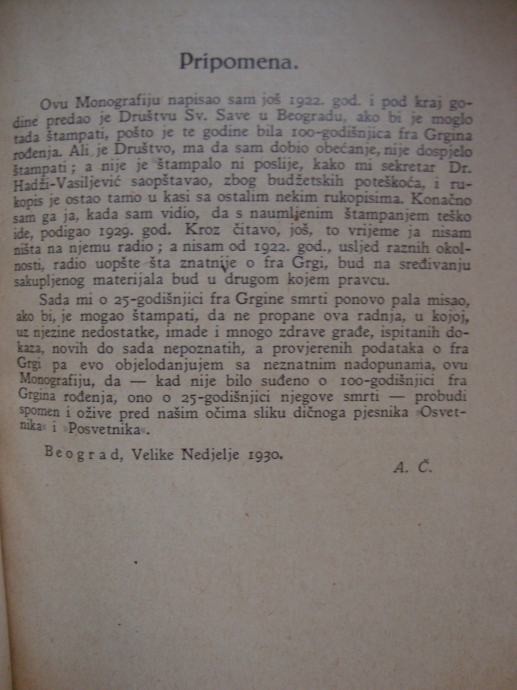 Pripomena.
Ovu Monografiju napisao sam još 1922. god. i pod kraj go-
dine predao je Društvu Sv. Save u Beogradu, ako bi je moglo
tada štampati, pošto je te godine bila 100-godišnjica fra Grgina
rođenja. Ali je Društvo, ma da sam dobio obećanje, nije dospjelo
štampati; a nije je štampalo ni poslije, kako mi sekretar Dr.
Hadži-Vasiljević saopštavao, zbog budžetskih poteškoća, i ru-
kopis je ostao tamo u kasi sa ostalim nekim rukopisima. Konačno
sam ga ja, kada sam vidio, da s naumljenim štampanjem teško
ide, podigao 1929. god. Kroz čitavo, još, to vrijeme ja nisam
ništa na njemu radio; a nisam od 1922. god., usljed raznih okol-
nosti, radio uopšte šta znatnije o fra Grgi, bud na sređivanju
sakupljenog materijala bud u drugom kojem pravcu.
Sada mi o 25-godišnjici fra Grgine smrti ponovo pala misao,
ako bi, je mogao štampati, da ne propane ova radnja, u kojoj,
uz njezine nedostatke, imade i mnogo zdrave građe, ispitanih do-
kaza, novih do sada nepoznatih, a provjerenih podataka o fra
Grgi pa evo objelodanjujem sa neznatnim nadopunama, ovu
Monografiju, da — kad nije bilo suđeno o 100-godišnjici fra
Grgina rođenja, ono o 25-godišnjici njegove smrti — probudi
spomen i ožive pred našim očima sliku dičnoga pjesnika »Osvet-
nika« i »Posvetnika«.
Beograd, Velike Nedjelje 1930.
A. Č.